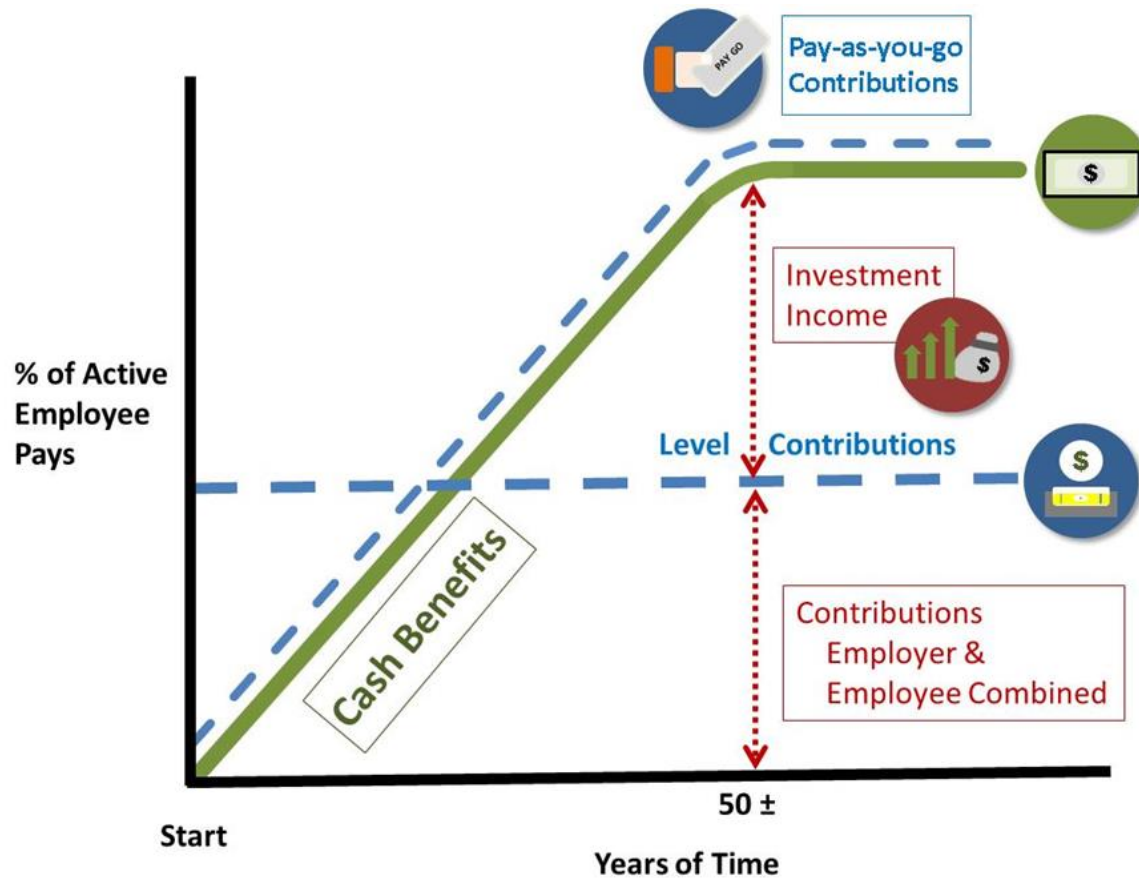 PAY GO
Pay-as-you-go
Contributions
$
Investment
Income
$
% of Active
Employee
Pays
Level Contributions
$
Cash Benefits
Contributions
Employer &
Employee Combined
50 ±
Start
Years of Time